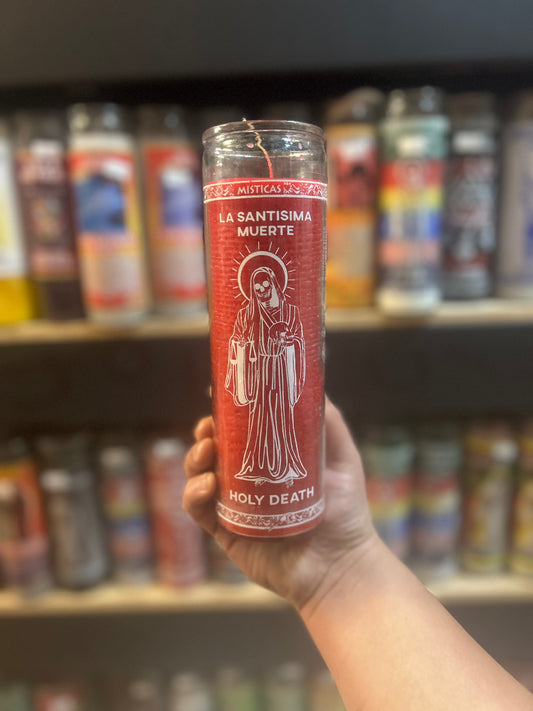 MISTICAS
LA SANTISIMA
MUERTE
HOLY DEATH